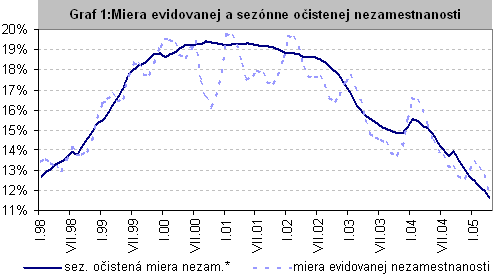 Graf 1:Miera evidovanej a sezónne očistenej nezamestnanosti
20%
19%
18%
17%
16%
15%
14%
13%
12%
11%
I.98
VII.98
I.99
VII.99
I.00
VII.00
I.01
VII.01
I.02
VII.02
I.03
VII.03
I.04
VII.04
I.05
sez. očistená miera nezam.*
miera evidovanej nezamestnanosti